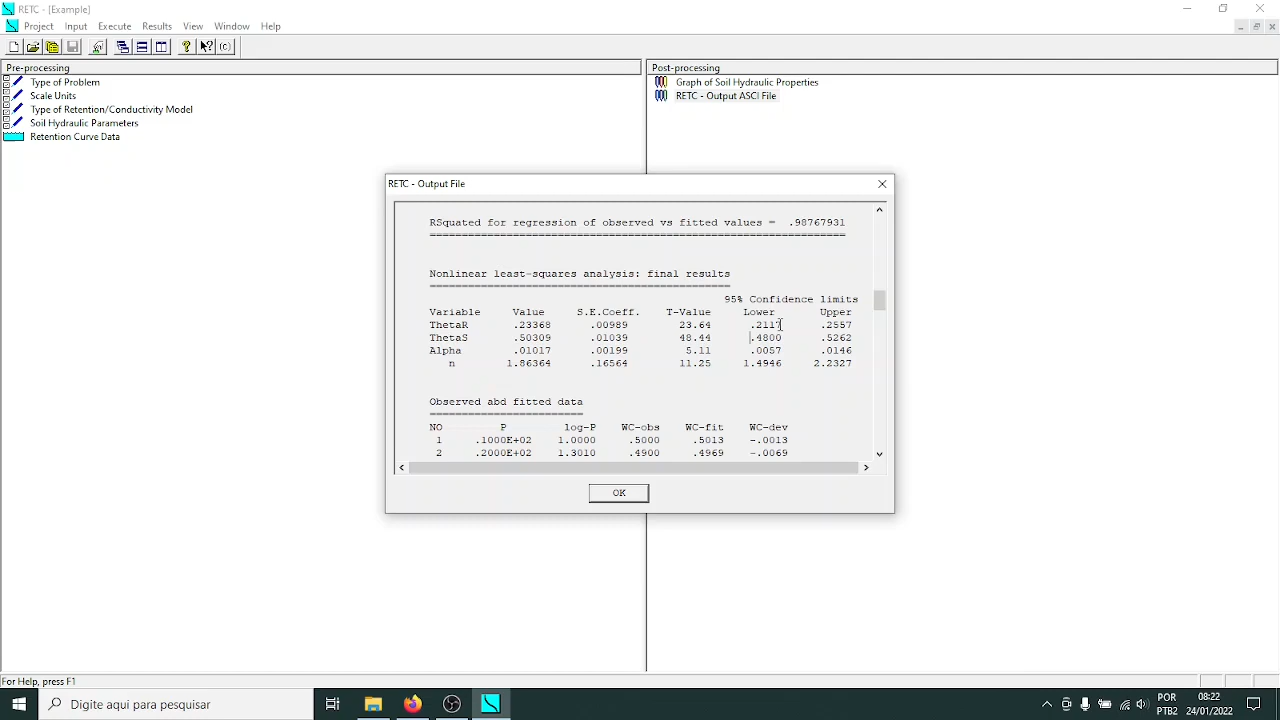 RETC - [Example]
Project Input Execute Results View Window Help
Pre-processing
Type of Problem
Scale Units
Type of Retention/Conductivity Model
Soil Hydraulic Parameters
Retention Curve Data
Post-processing
Graph of Soil Hydraulic Properties
RETC - Output ASCI File
RETC - Output File
RSquated for regression of observed vs fitted values = .98767931
==================================================================
Nonlinear least-squares analysis: final results
===============================================
95% Confidence limits
Variable Value S.E.Coeff. T-Value Lower Upper
ThetaR .23368 .00989 23.64 .2117 .2557
ThetaS .50309 .01039 48.44 .4800 .5262
Alpha .01017 .00199 5.11 .0057 .0146
n 1.86364 .16564 11.25 1.4946 2.2327
Observed abd fitted data
========================
NO P log-P WC-obs WC-fit WC-dev
1 .1000E+02 1.0000 .5000 .5013 -.0013
2 .2000E+02 1.3010 .4900 .4969 -.0069
OK
For Help, press F1
Digite aqui para pesquisar
POR
PTB2
08:22
24/01/2022